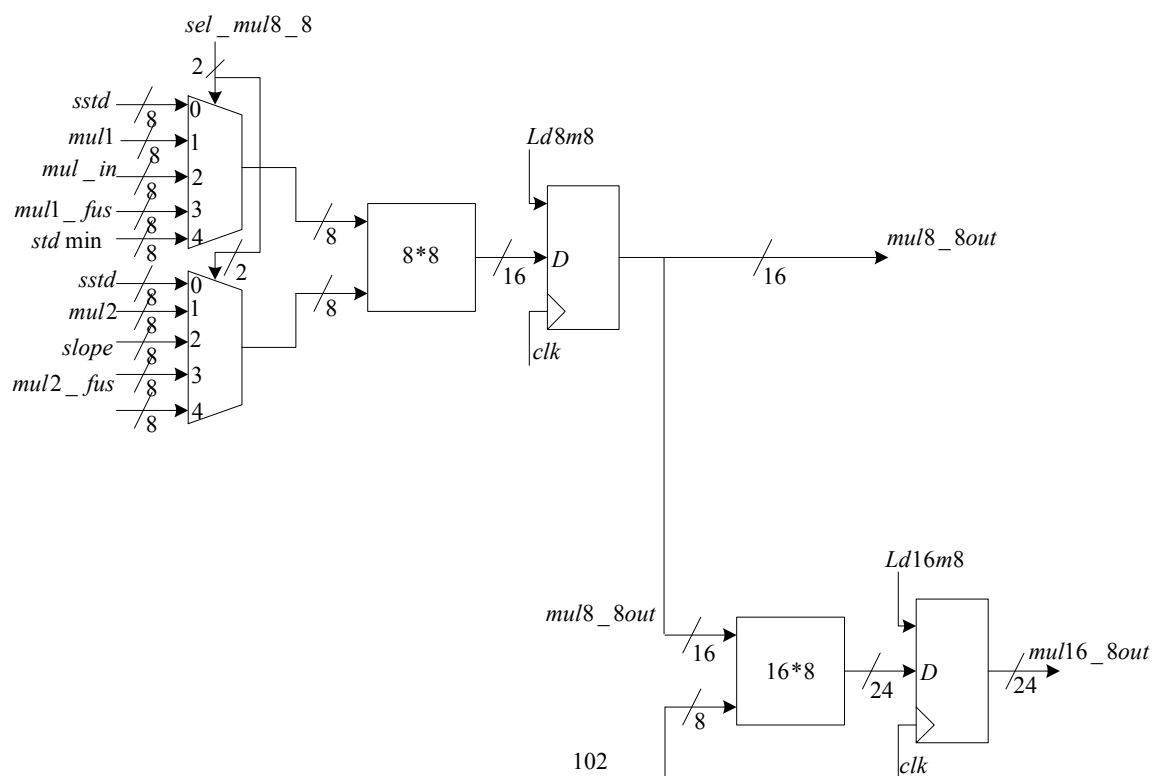 sel_mul8_8
2
sstd
8
0
mul1
8
1
mul_in
8
2
mul1_fus
8
3
std min
8
4
2
sstd
8
0
mul2
8
1
slope
8
2
mul2_fus
8
3
8
4
8
8
8*8
16
Ld8m8
D
clk
16
mul8_8out
mul8_8out
16
8
102
16*8
24
Ld16m8
D
clk
24
mul16_8out